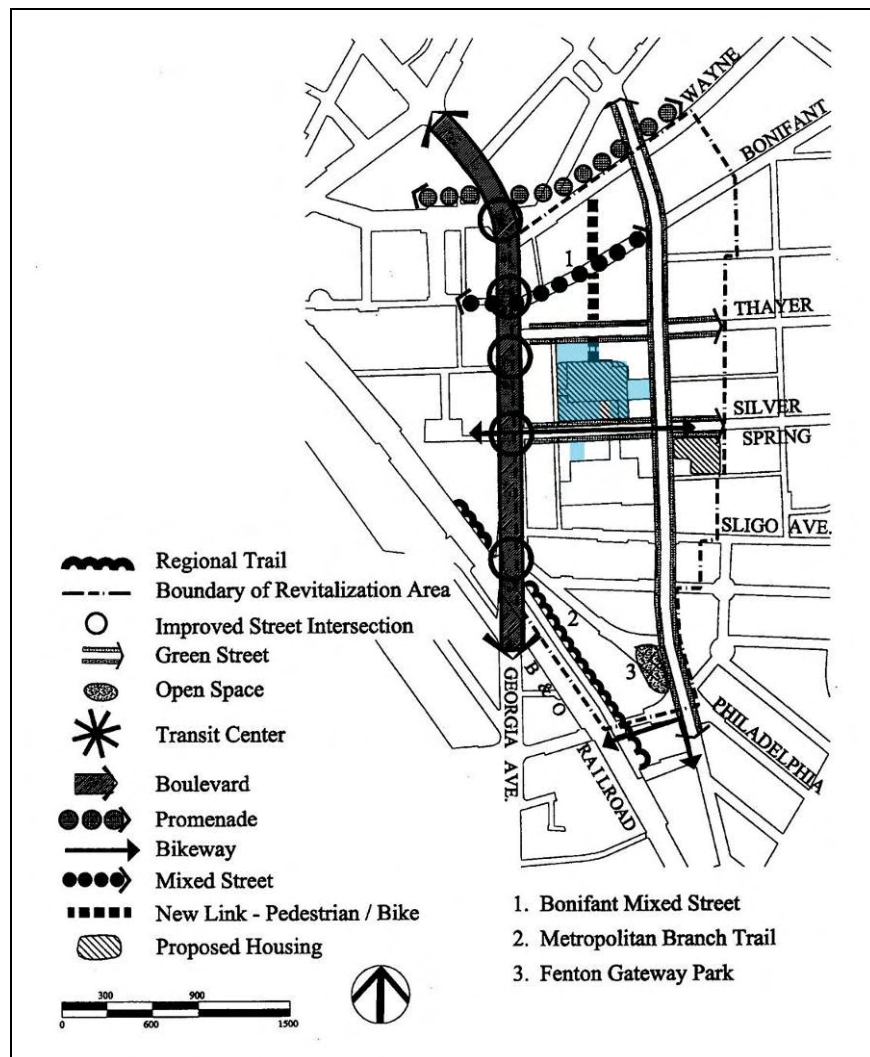 WAYNE
BONIFANT
1
THAYER
SILVER
SPRING
SLIGO AVE.
2
3
B & O
RAILROAD
GEORGIA AVE.
PHILADELPHIA
Regional Trail
Boundary of Revitalization Area
Improved Street Intersection
Green Street
Open Space
Transit Center
Boulevard
Promenade
Bikeway
Mixed Street
New Link - Pedestrian / Bike
Proposed Housing
1. Bonifant Mixed Street
2. Metropolitan Branch Trail
3. Fenton Gateway Park
300 900
0 600 1500